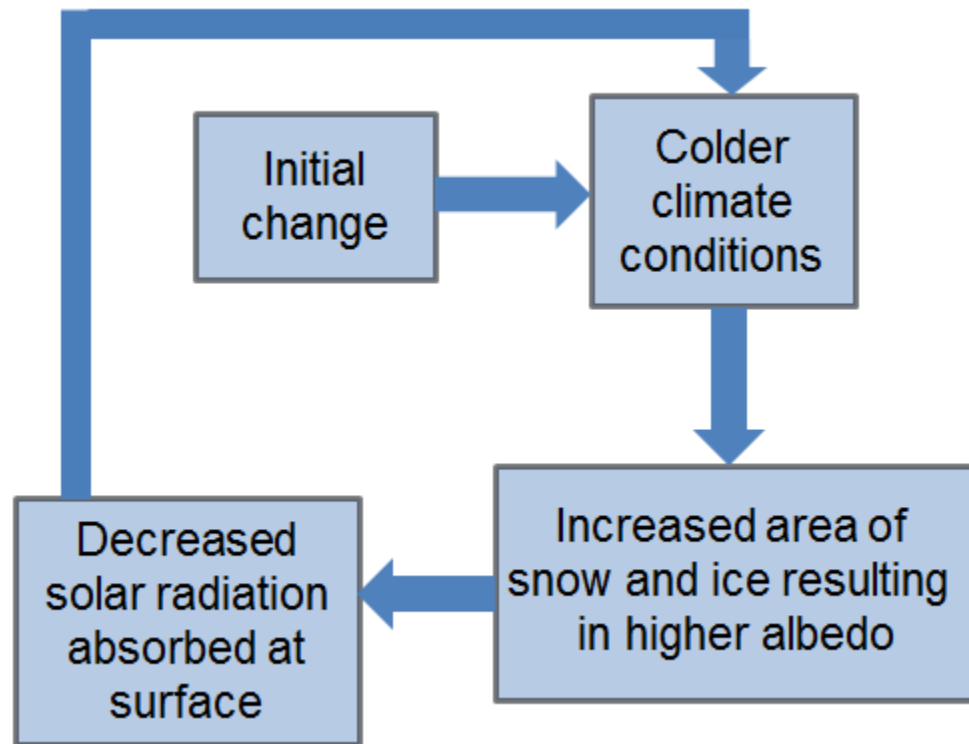 Initial
change
Colder
climate
conditions
Increased area of
snow and ice resulting
in higher albedo
Decreased
solar radiation
absorbed at
surface